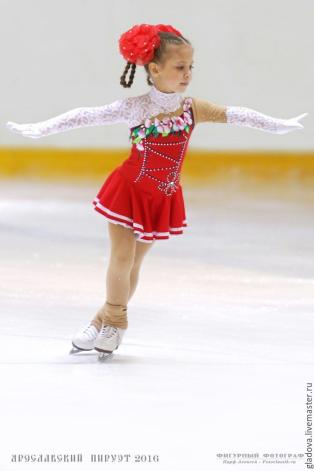 ЯРОСЛАВСКИЙ ПИРУЭТ 2016
ФИГУРНЫЙ ФОТОГРАФ
gladova.livemaster.ru